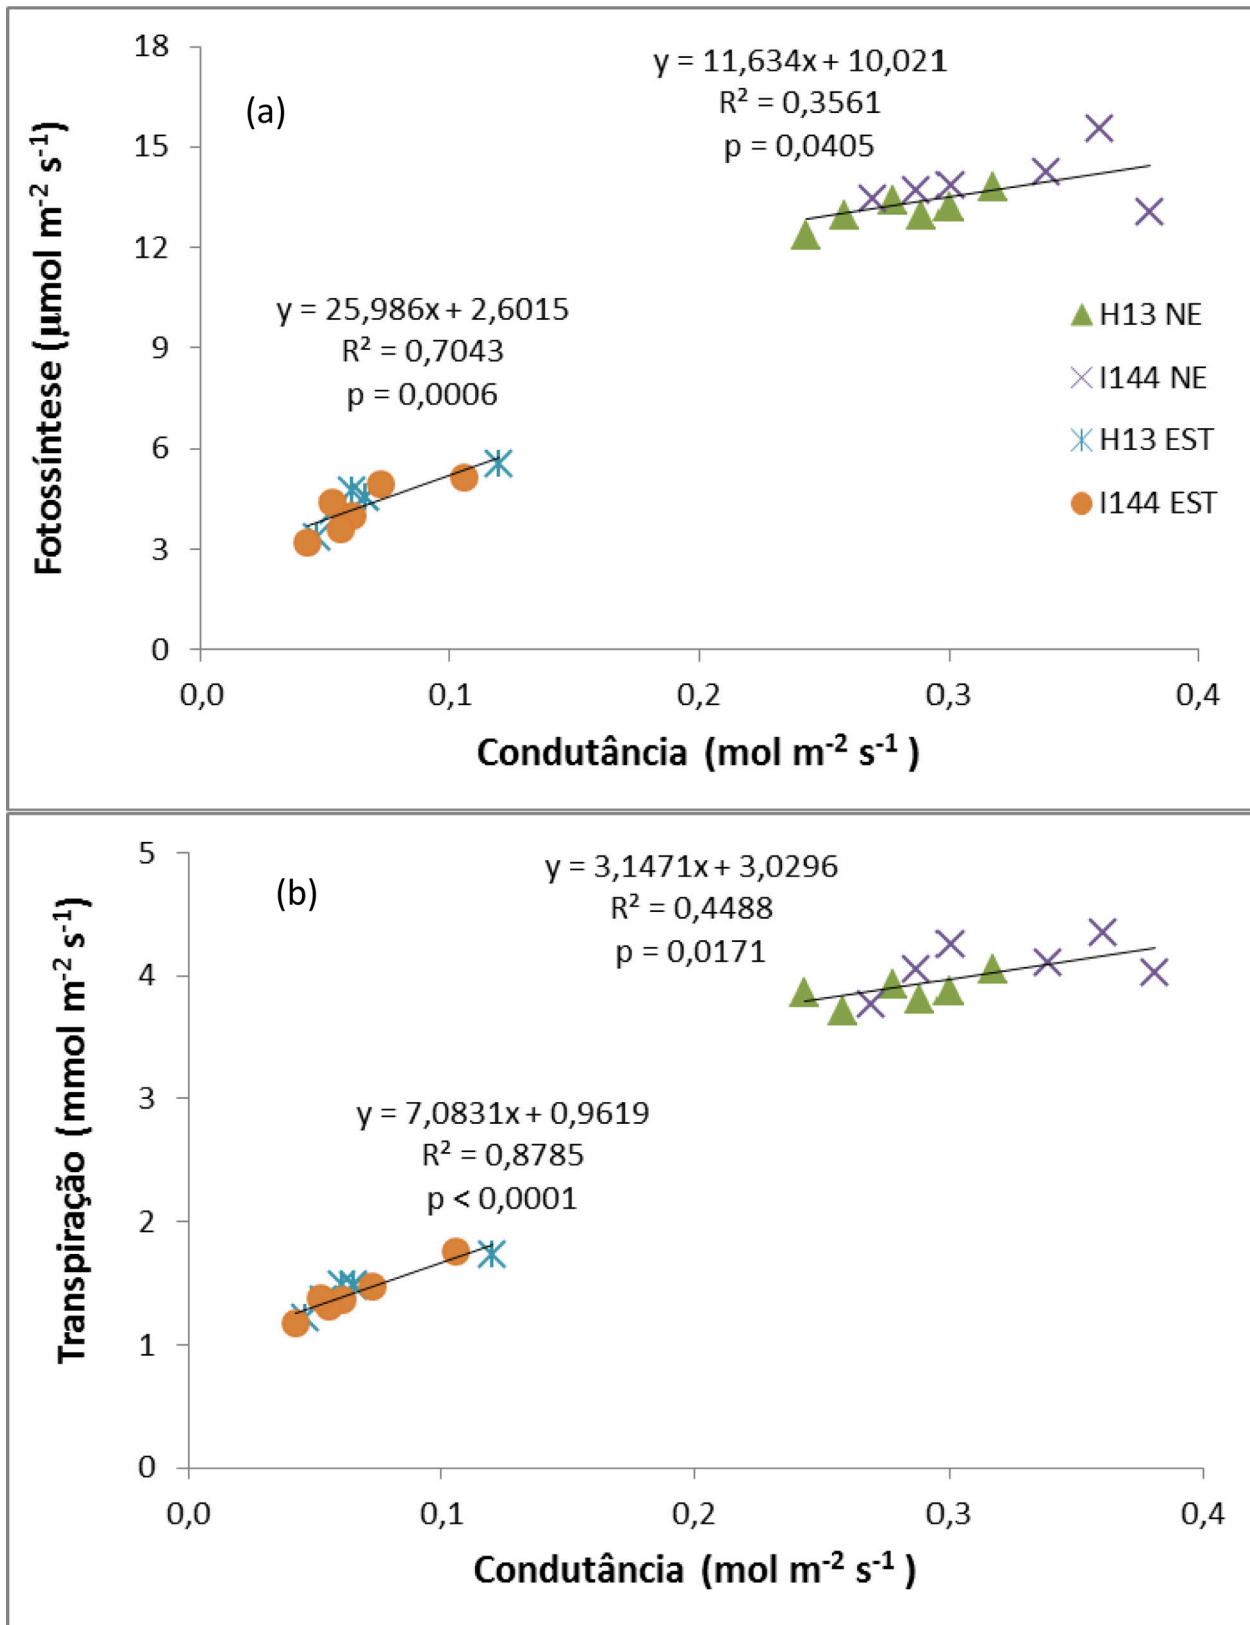 18
15
12
9
6
3
0
Fotossíntese (µmol m-2 s-1)
(a)
y = 11,634x + 10,021
R² = 0,3561
p = 0,0405
y = 25,986x + 2,6015
R² = 0,7043
p = 0,0006
H13 NE
I144 NE
H13 EST
I144 EST
0,0 0,1 0,2 0,3 0,4
Condutância (mol m-2 s-1 )
5
4
3
2
1
0
Transpiração (mmol m-2 s-1)
(b)
y = 3,1471x + 3,0296
R² = 0,4488
p = 0,0171
y = 7,0831x + 0,9619
R² = 0,8785
p < 0,0001
0,0 0,1 0,2 0,3 0,4
Condutância (mol m-2 s-1 )